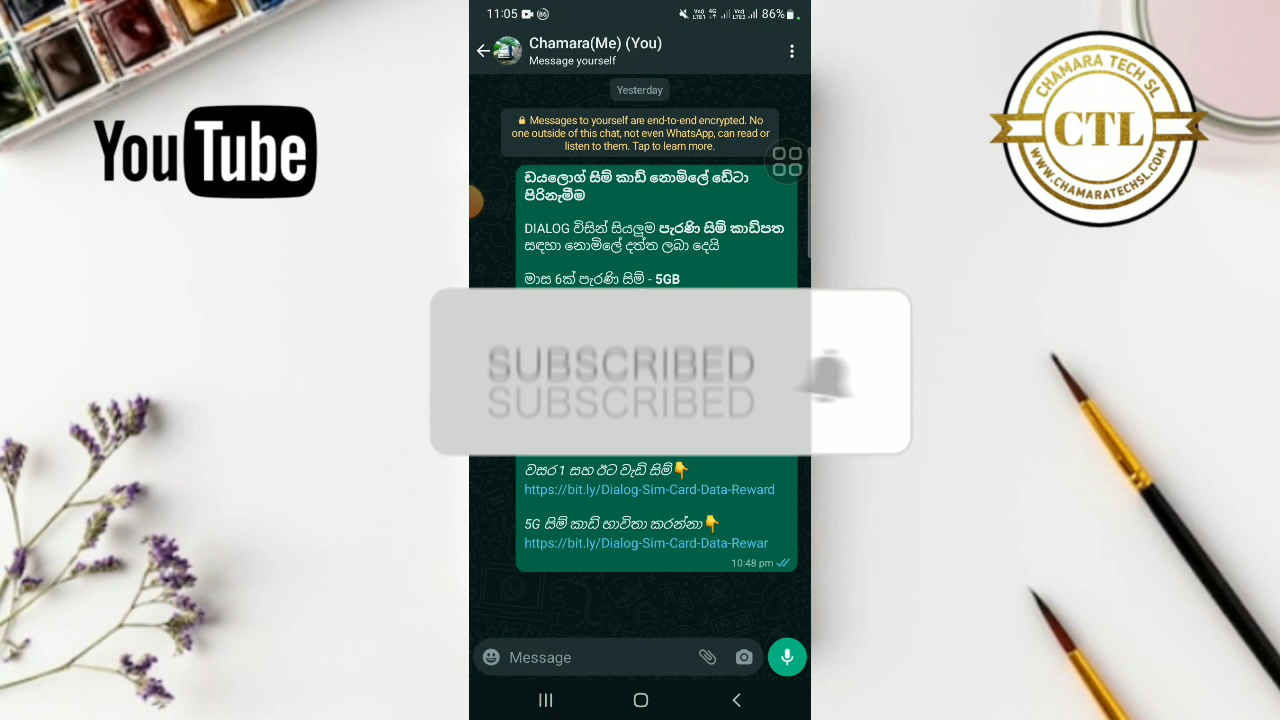 11:05
86%
Chamara(Me) (You)
Message yourself
Yesterday
Messages to yourself are end-to-end encrypted. No
one outside of this chat, not even WhatsApp, can read or
listen to them. Tap to learn more.
ඩයලොග් සිම් කාඩ් නොමිලේ ඩේටා
පිරිනැමීම
DIALOG විසින් සියලුම පැරණි සිම් කාඩ්පත
සඳහා නොමිලේ දත්ත ලබා දෙයි
මාස 6ක් පැරණි සිම් - 5GB
SUBSCRIBED
SUBSCRIBED
වසර 1 සහ ඊට වැඩි සිම්👇
https://bit.ly/Dialog-Sim-Card-Data-Reward
5G සිම් කාඩ් භාවිතා කරන්නා👇
https://bit.ly/Dialog-Sim-Card-Data-Rewar
10:48 pm
Message
YouTube
CHAMARA TECH SL
CTL
WWW.CHAMARATECHSL.COM